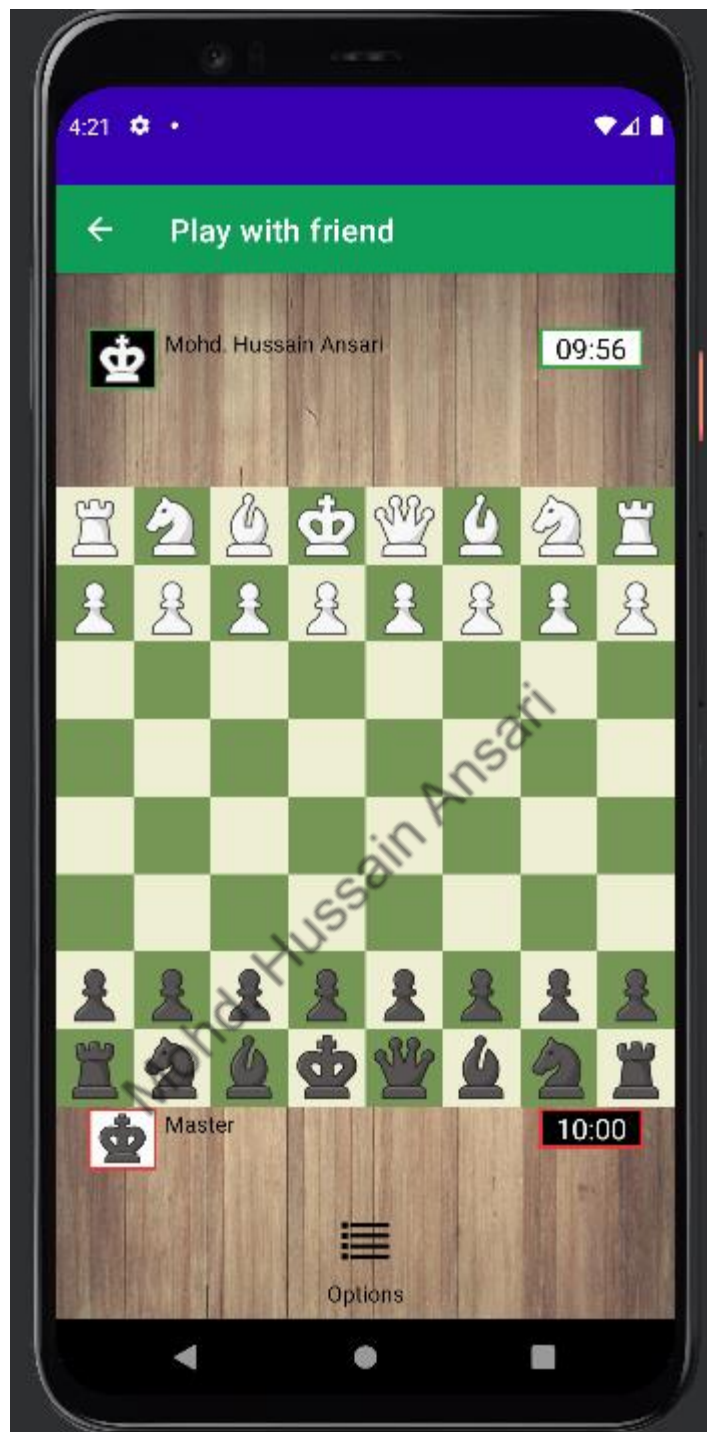 4:21
Play with friend
Mohd. Hussain Ansari
09:56
Mohd. Hussain Ansari
Master
10:00
Options